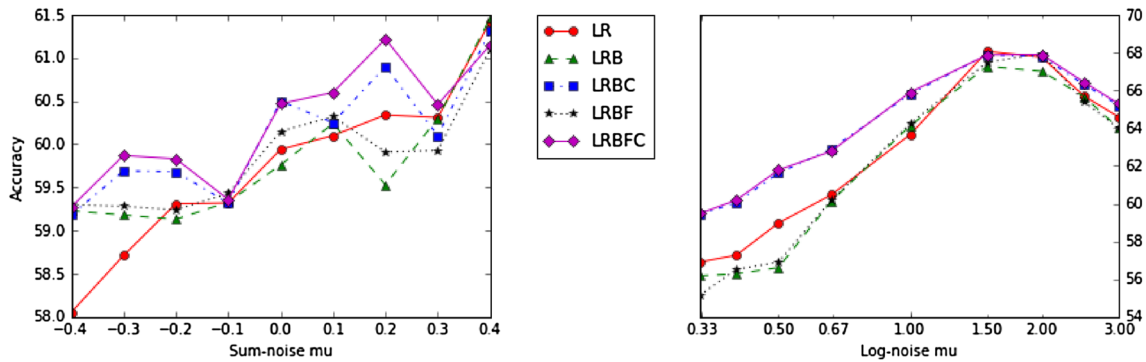 61.5
61.0
60.5
60.0
59.5
59.0
58.5
58.0
Accuracy
−0.4 −0.3 −0.2 −0.1 0.0 0.1 0.2 0.3 0.4
Sum-noise mu
LR
LRB
LRBC
LRBF
LRBFC
70
68
66
64
62
60
58
56
54
0.33 0.50 0.67 1.00 1.50 2.00 3.00
Log-noise mu